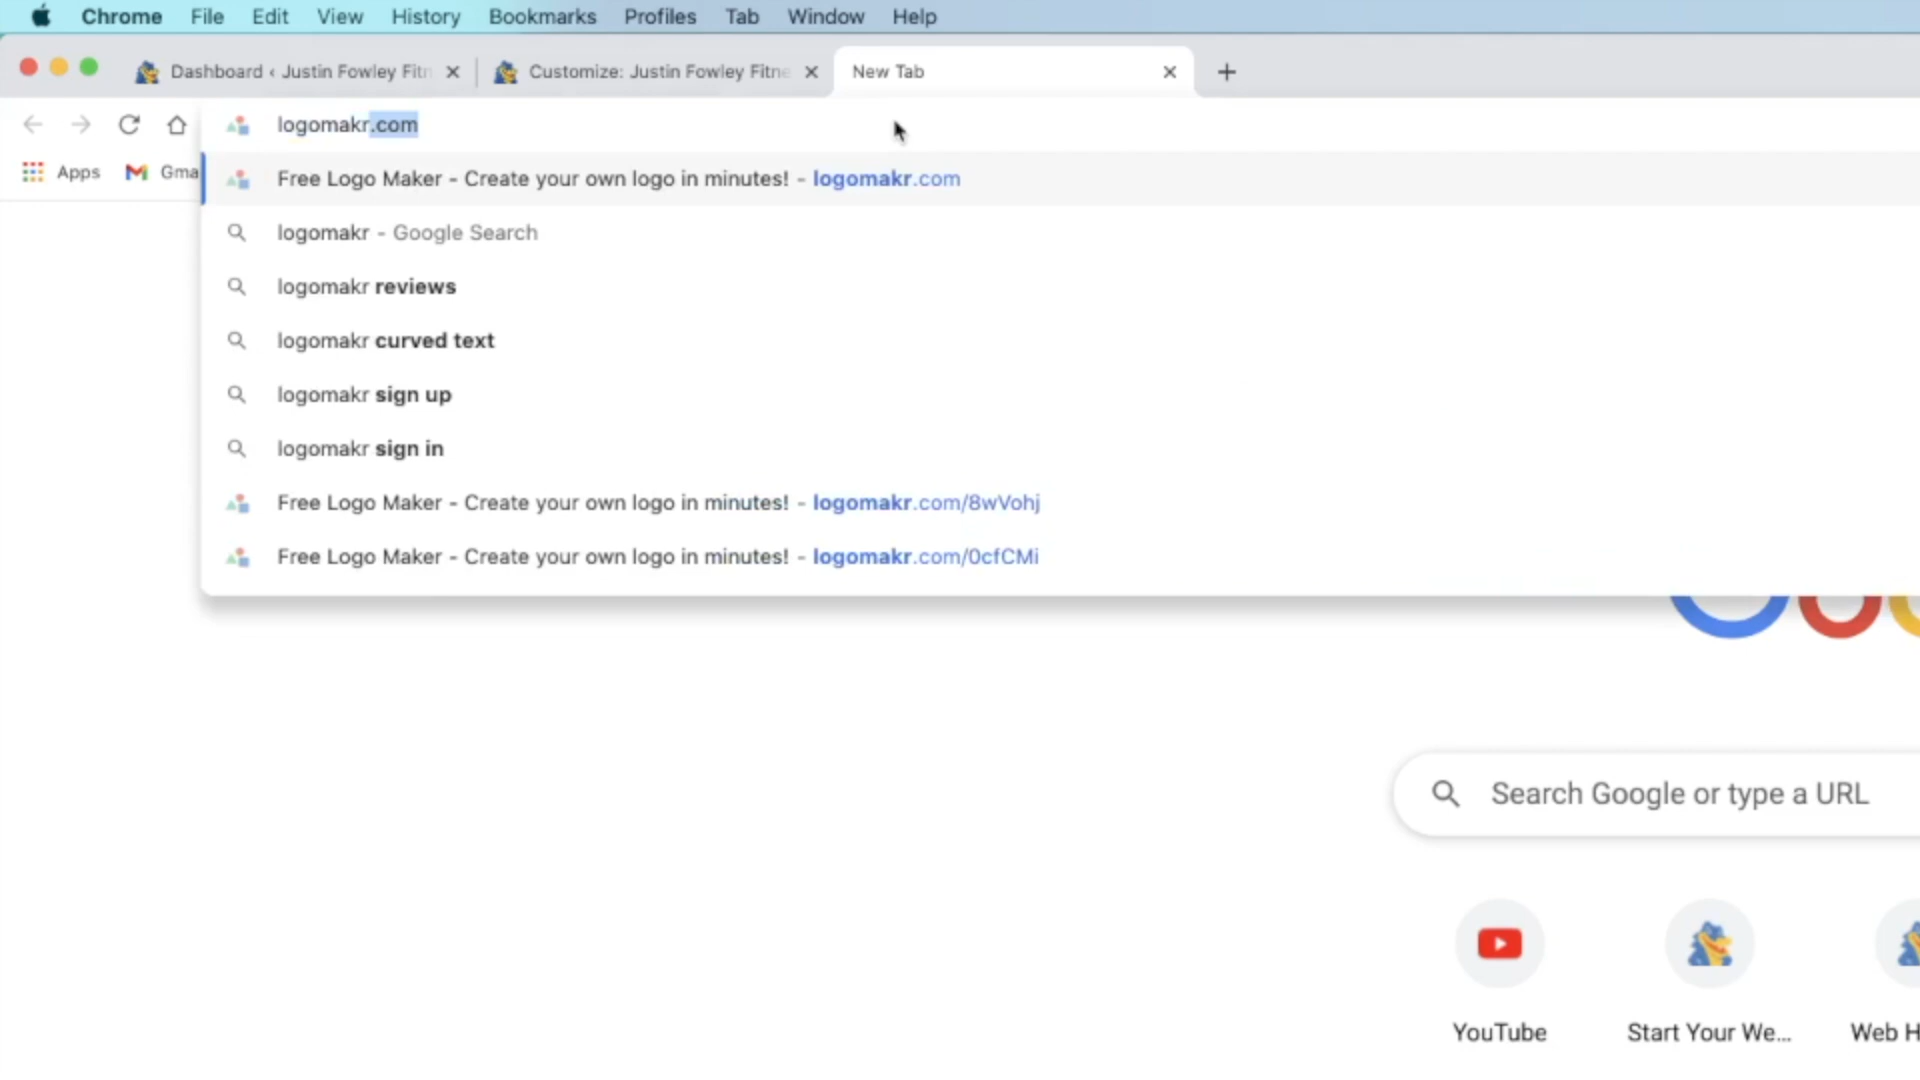 Chrome File Edit View History Bookmarks Profiles Tab Window Help
Dashboard ‹ Justin Fowley Fitn
Customize: Justin Fowley Fitne
New Tab
logomakr.com
Apps
Gma
Free Logo Maker - Create your own logo in minutes! - logomakr.com
logomakr - Google Search
logomakr reviews
logomakr curved text
logomakr sign up
logomakr sign in
Free Logo Maker - Create your own logo in minutes! - logomakr.com/8wVohj
Free Logo Maker - Create your own logo in minutes! - logomakr.com/0cfCMi
Search Google or type a URL
YouTube
Start Your We...
Web H